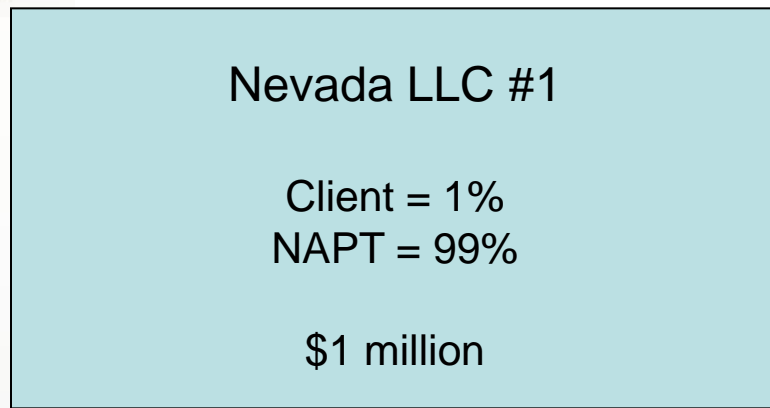 Nevada LLC #1
Client = 1%
NAPT = 99%
$1 million